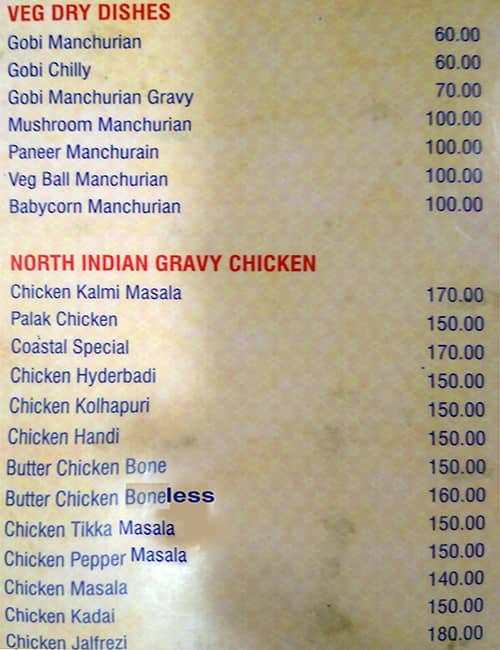 VEG DRY DISHES
Gobi Manchurian 60.00
Gobi Chilly 60.00
Gobi Manchurian Gravy 70.00
Mushroom Manchurian 100.00
Paneer Manchurain 100.00
Veg Ball Manchurian 100.00
Babycorn Manchurian 100.00
NORTH INDIAN GRAVY CHICKEN
Chicken Kalmi Masala 170.00
Palak Chicken 150.00
Coastal Special 170.00
Chicken Hyderbadi 150.00
Chicken Kolhapuri 150.00
Chicken Handi 150.00
Butter Chicken Bone 150.00
Butter Chicken Boneless 160.00
Chicken Tikka Masala 150.00
Chicken Pepper Masala 150.00
Chicken Masala 140.00
Chicken Kadai 150.00
Chicken Jalfrezi 180.00